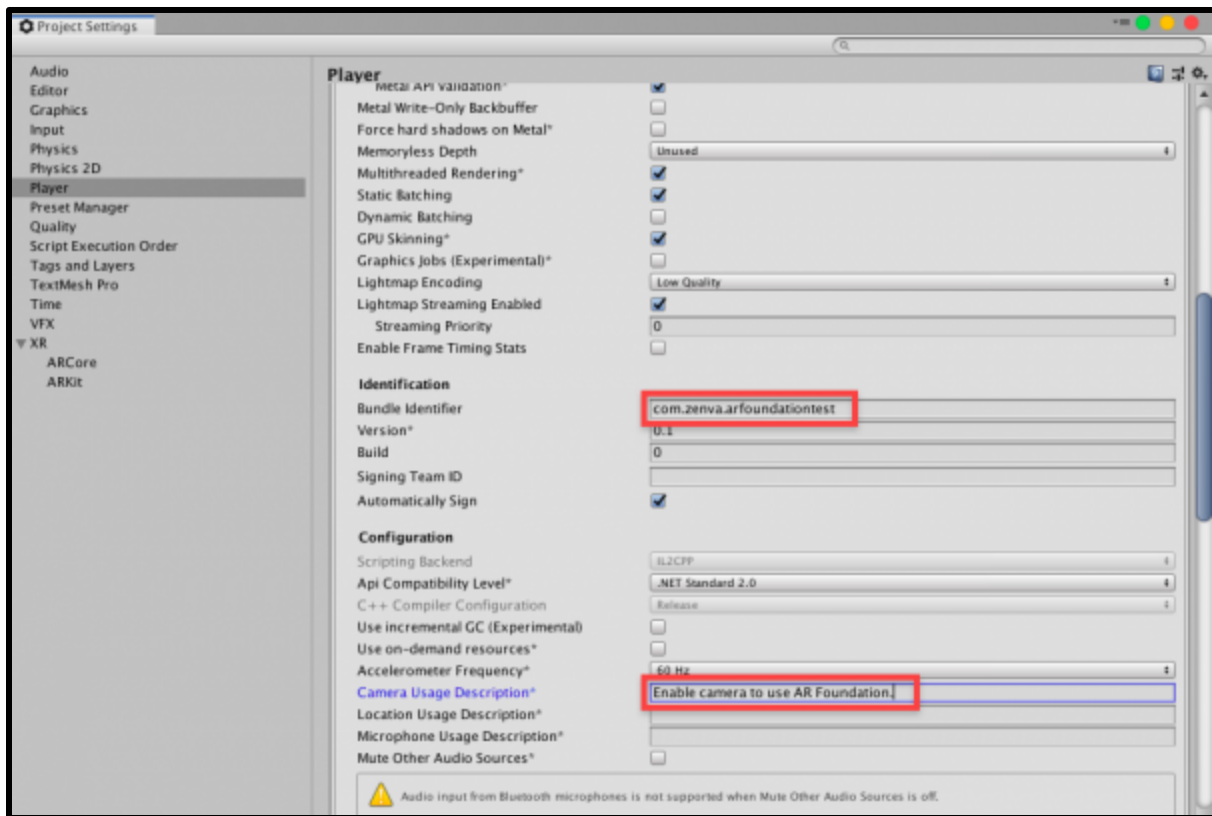 Project Settings
Audio
Editor
Graphics
Input
Physics
Physics 2D
Player
Preset Manager
Quality
Script Execution Order
Tags and Layers
TextMesh Pro
Time
VFX
XR
ARCore
ARKit
Player
Metal API Validation*
Metal Write-Only Backbuffer
Force hard shadows on Metal*
Memoryless Depth Unused
Multithreaded Rendering*
Static Batching
Dynamic Batching
GPU Skinning*
Graphics Jobs (Experimental)*
Lightmap Encoding Low Quality
Lightmap Streaming Enabled
Streaming Priority 0
Enable Frame Timing Stats
Identification
Bundle Identifier com.zenva.arfoundationtest
Version* 0.1
Build 0
Signing Team ID
Automatically Sign
Configuration
Scripting Backend IL2CPP
Api Compatibility Level* .NET Standard 2.0
C++ Compiler Configuration Release
Use incremental GC (Experimental)
Use on-demand resources*
Accelerometer Frequency* 60 Hz
Camera Usage Description* Enable camera to use AR Foundation.
Location Usage Description*
Microphone Usage Description*
Mute Other Audio Sources*
Audio input from Bluetooth microphones is not supported when Mute Other Audio Sources is off.